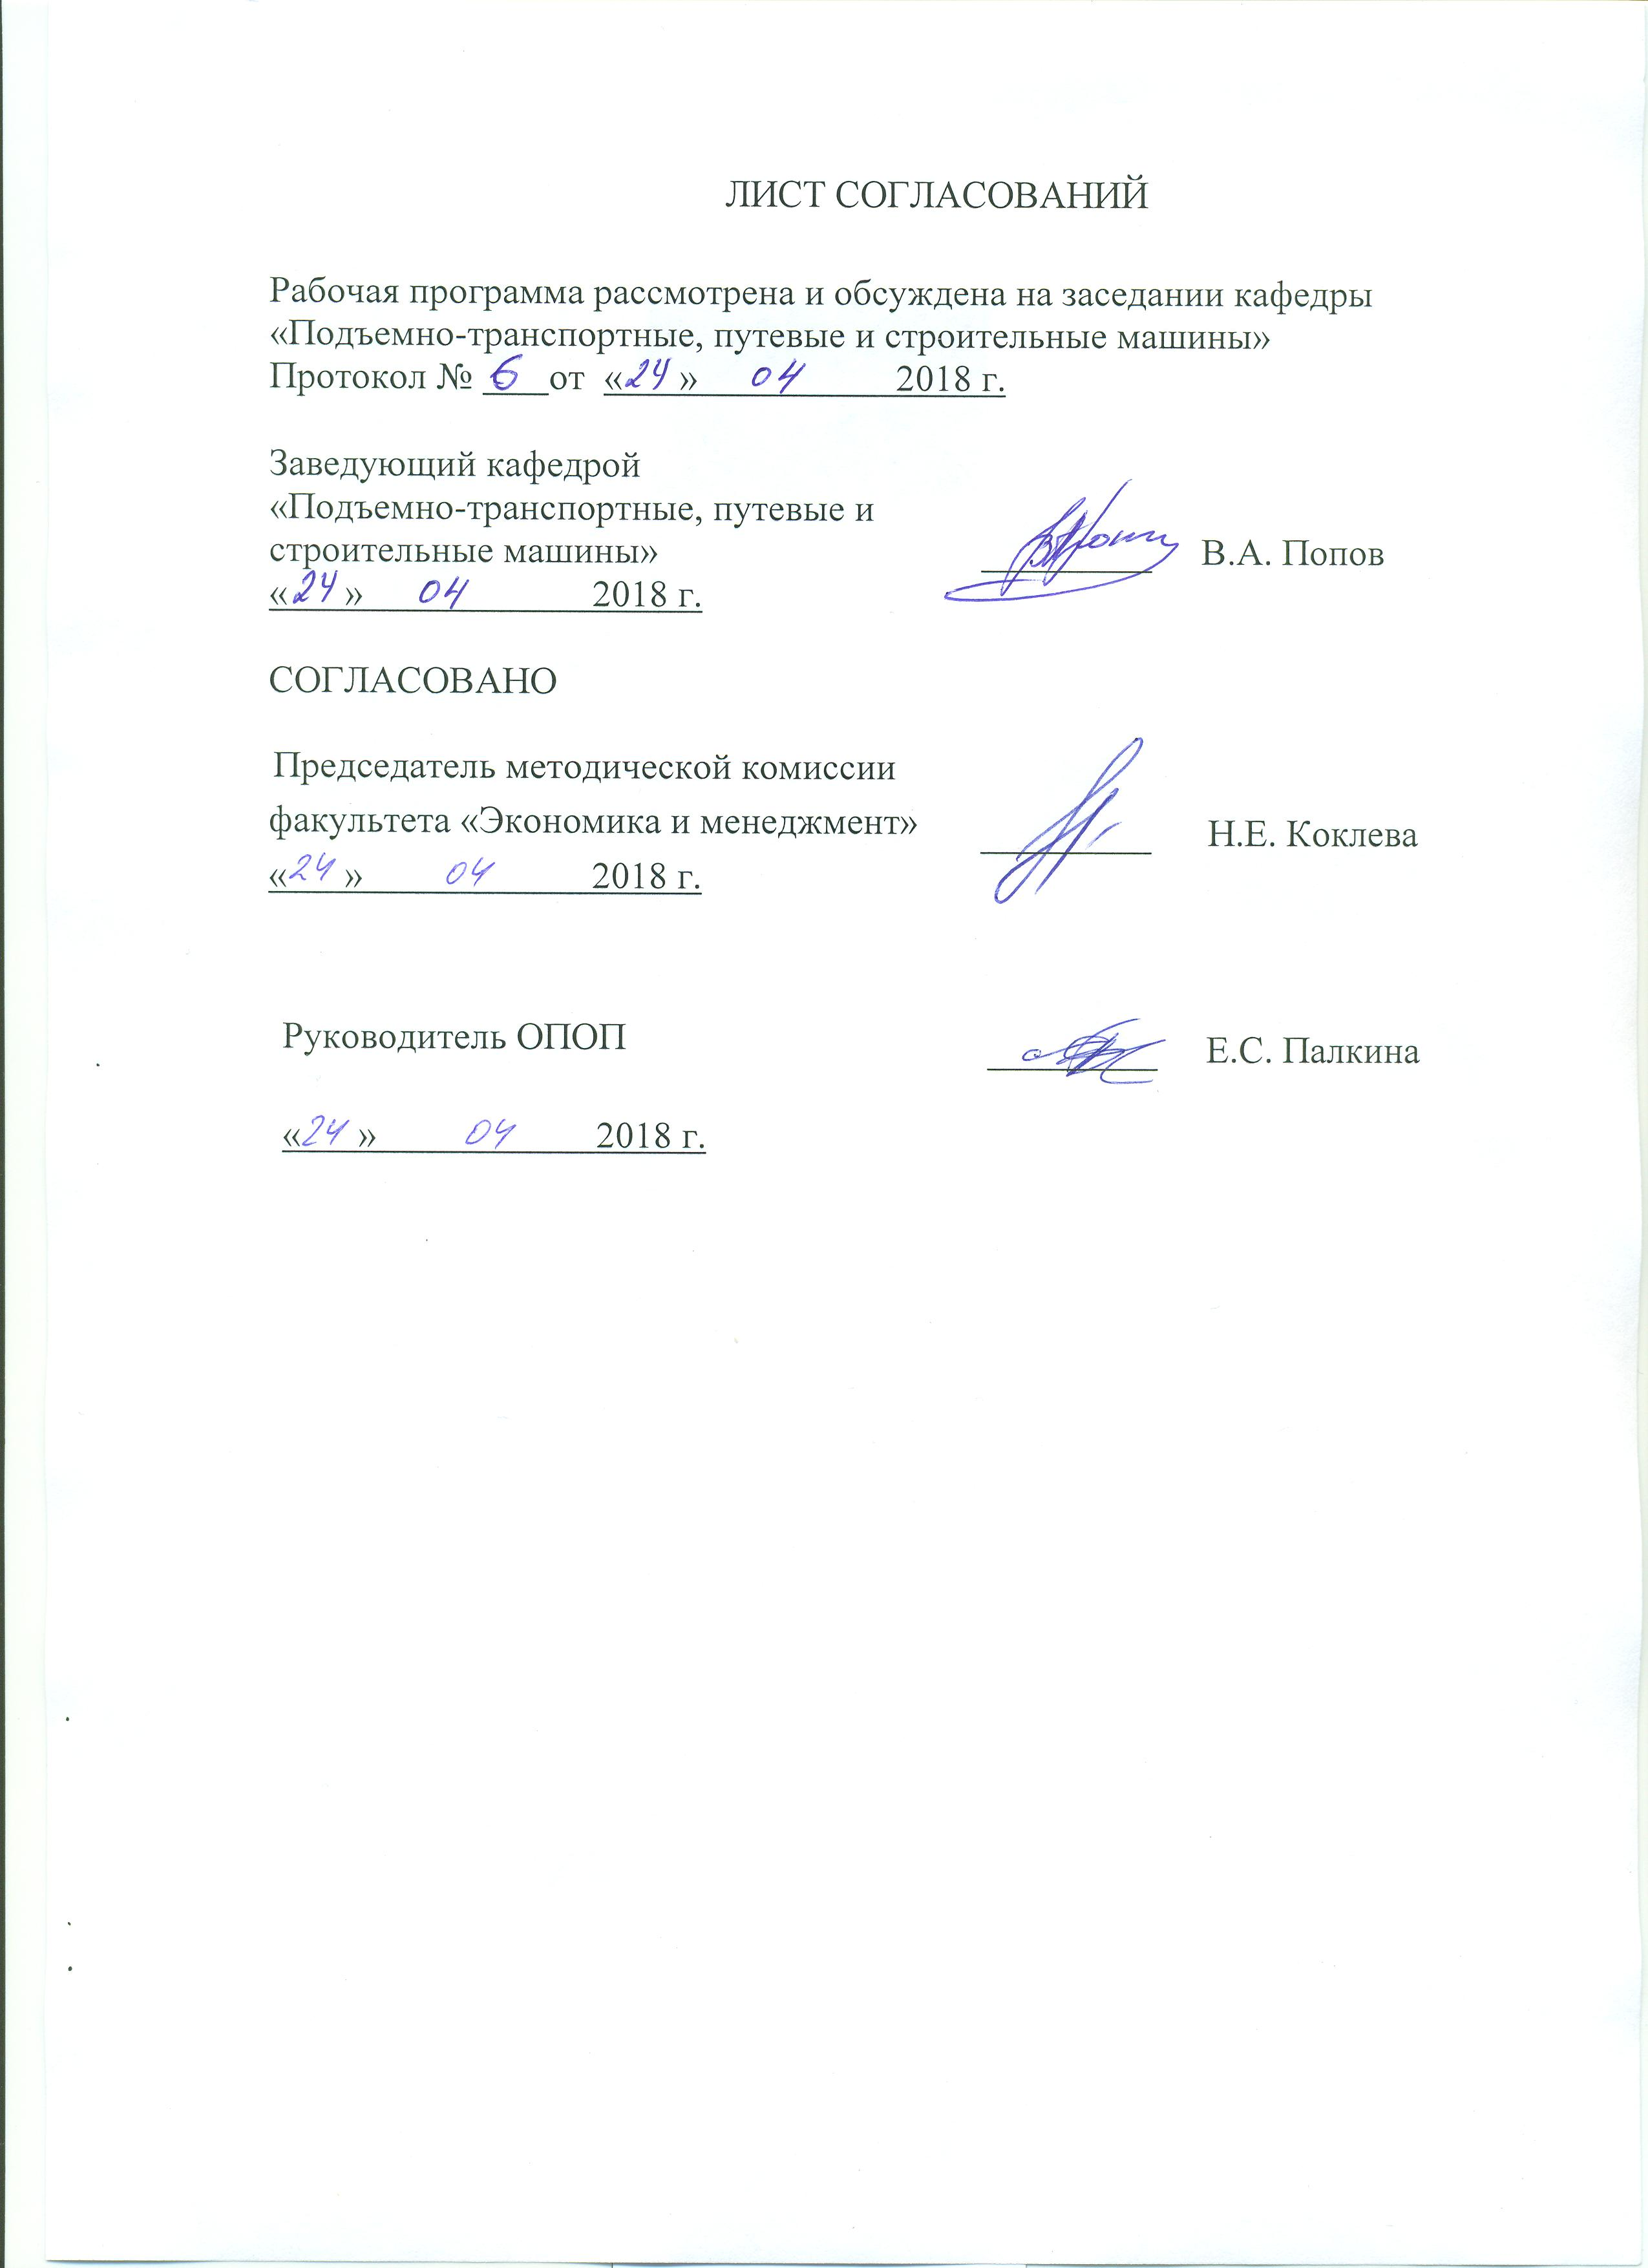 ЛИСТ СОГЛАСОВАНИЙ
Рабочая программа рассмотрена и обсуждена на заседании кафедры
«Подъемно-транспортные, путевые и строительные машины»
Протокол № 6 от «24» 04 2018 г.
Заведующий кафедрой
«Подъемно-транспортные, путевые и
строительные машины» В.А. Попов
«24» 04 2018 г.
СОГЛАСОВАНО
Председатель методической комиссии
факультета «Экономика и менеджмент» Н.Е. Коклева
«24» 04 2018 г.
Руководитель ОПОП Е.С. Палкина
«24» 04 2018 г.